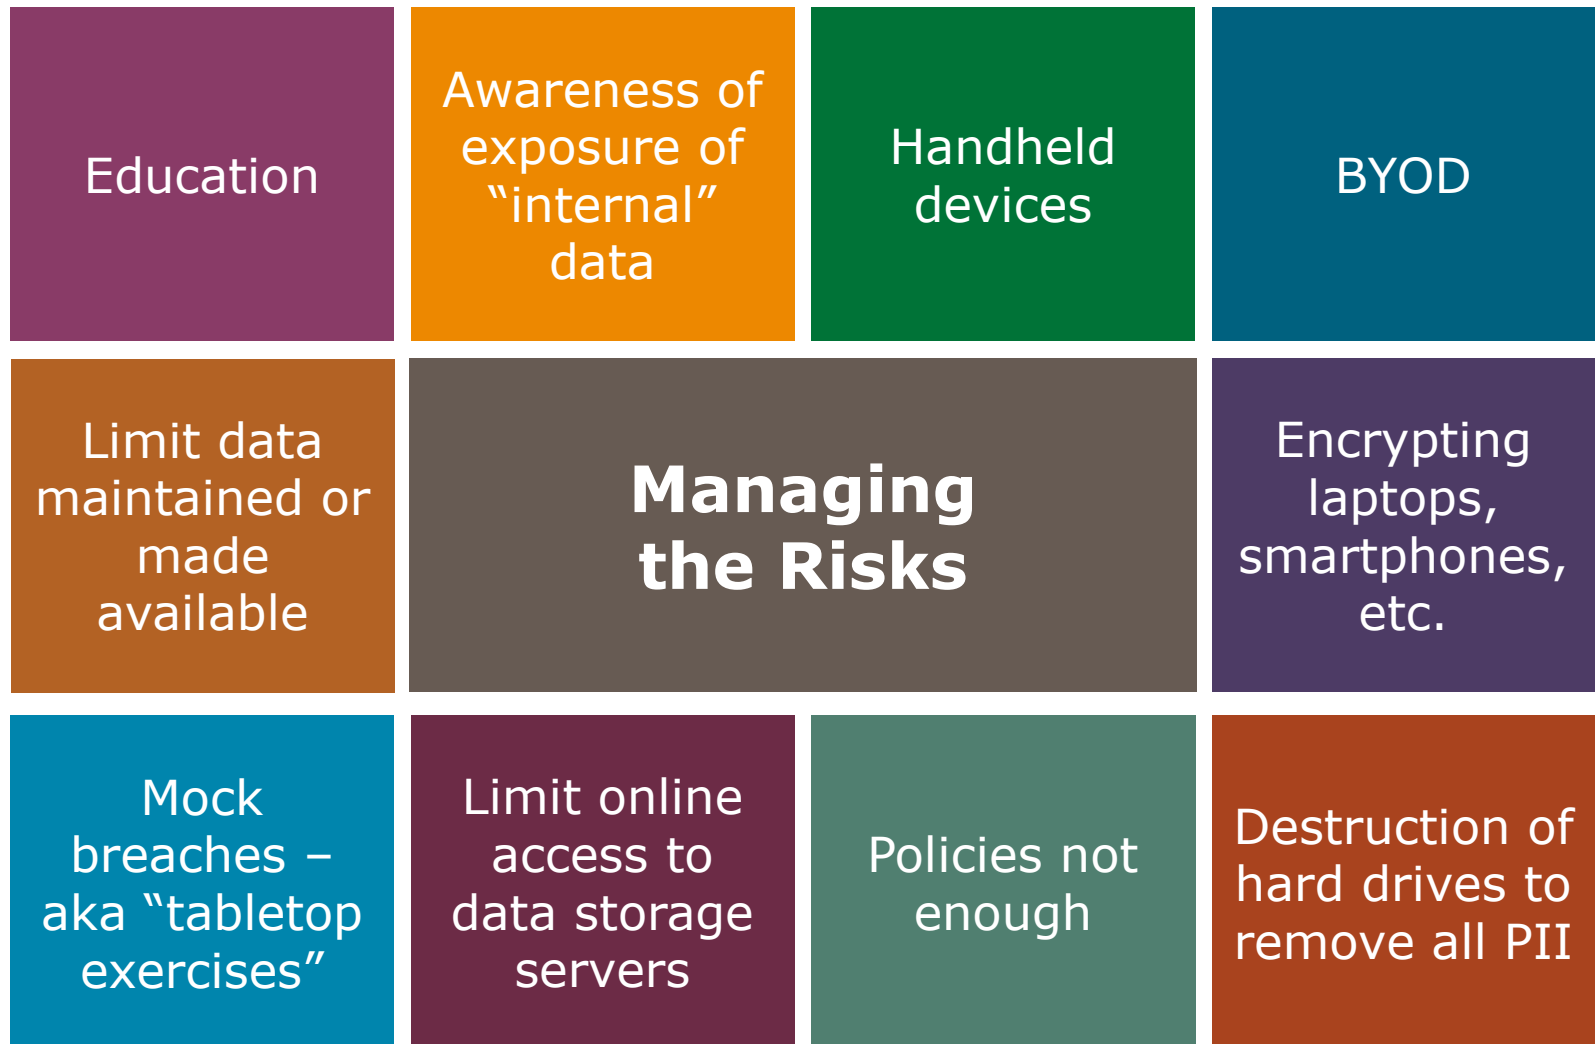 Education
Awareness of
exposure of
“internal”
data
Handheld
devices
BYOD
Limit data
maintained or
made
available
Managing
the Risks
Encrypting
laptops,
smartphones,
etc.
Mock
breaches –
aka “tabletop
exercises”
Limit online
access to
data storage
servers
Policies not
enough
Destruction of
hard drives to
remove all PII